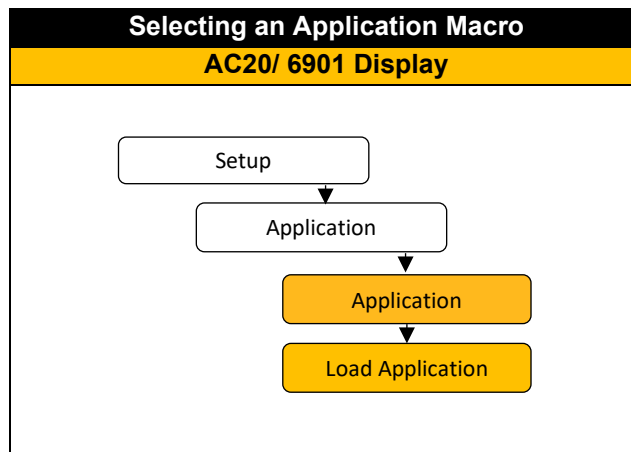 Selecting an Application Macro
AC20/ 6901 Display
Setup
Application
Application
Load Application